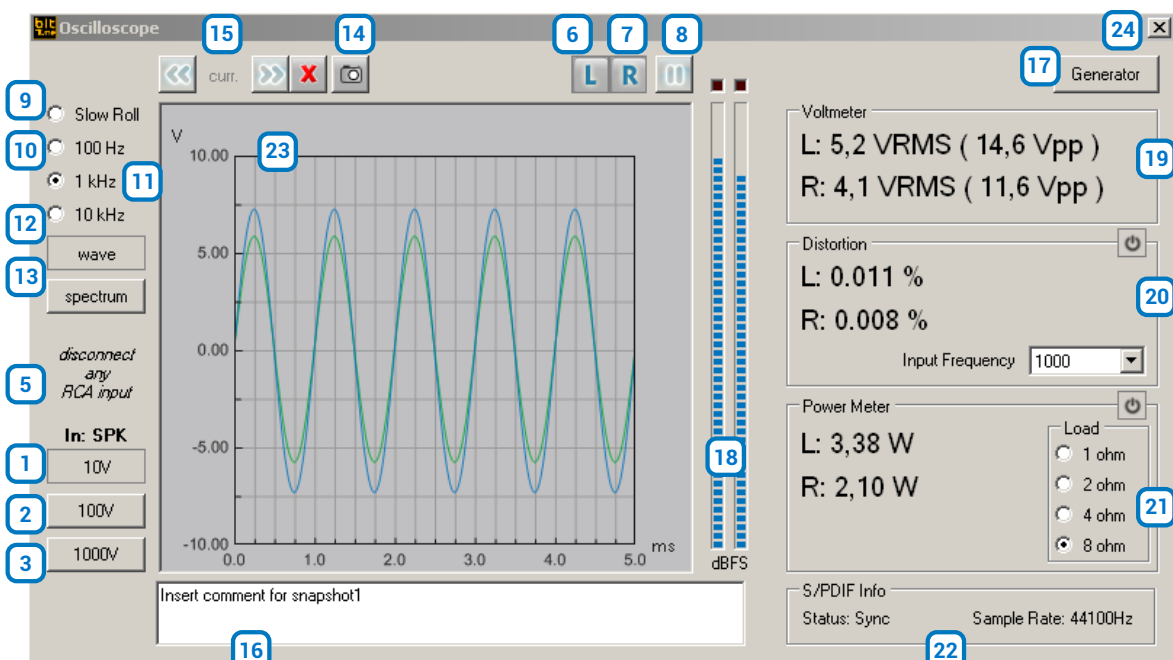 bit Tune Oscilloscope
24
15
14
6
7
8
17
curr.
X
L
R
Generator
9
Slow Roll
10
100 Hz
11
1 kHz
12
10 kHz
wave
13
spectrum
disconnect
any
RCA input
5
In: SPK
1
10V
2
100V
3
1000V
V
23
10.00
5.00
0.00
-5.00
-10.00
0.0 1.0 2.0 3.0 4.0 5.0
ms
18
dBFS
Insert comment for snapshot1
16
Voltmeter
L: 5,2 VRMS ( 14,6 Vpp )
R: 4,1 VRMS ( 11,6 Vpp )
19
Distortion
L: 0.011 %
R: 0.008 %
20
Input Frequency 1000
Power Meter
L: 3,38 W
R: 2,10 W
Load
1 ohm
2 ohm
4 ohm
8 ohm
21
S/PDIF Info
Status: Sync Sample Rate: 44100Hz
22